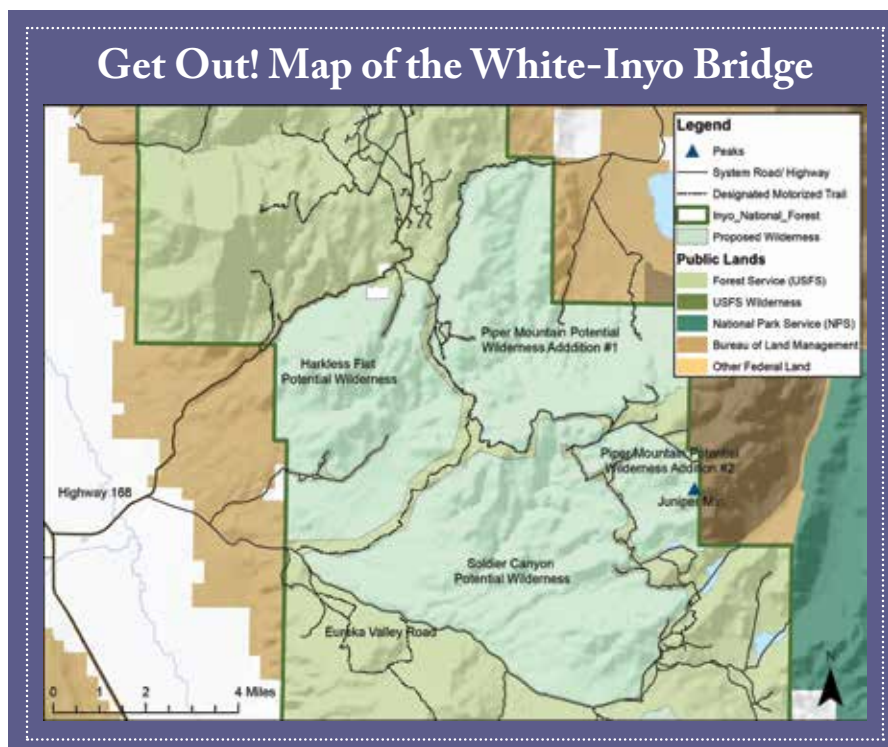 Get Out! Map of the White-Inyo Bridge
Legend
Peaks
System Road/ Highway
Designated Motorized Trail
Inyo_National_Forest
Proposed Wilderness
Public Lands
Forest Service (USFS)
USFS Wilderness
National Park Service (NPS)
Bureau of Land Management
Other Federal Land
Piper Mountain Potential
Wilderness Adddition #1
Harkless Flat
Potential Wilderness
Piper Mountain Potential
Wilderness Addition #2
Juniper Mtn.
Highway 168
Soldier Canyon
Potential Wilderness
Eureka Valley Road
0 1 2 4 Miles
N